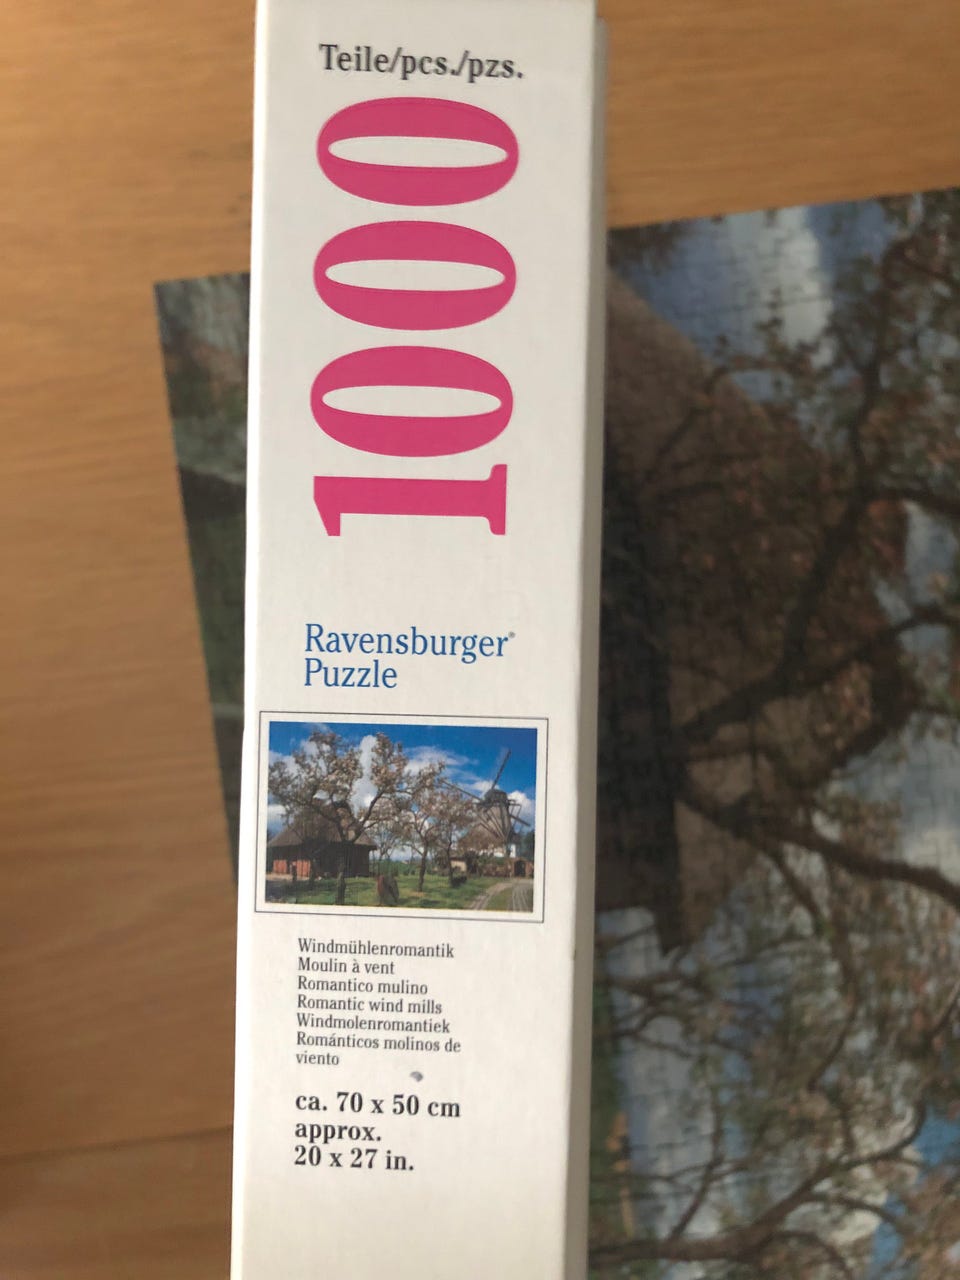 Teile/pcs./pzs.
1000
Ravensburger®
Puzzle
Windmühlenromantik
Moulin à vent
Romantico mulino
Romantic wind mills
Windmolenromantiek
Románticos molinos de
viento
ca. 70 x 50 cm
approx.
20 x 27 in.